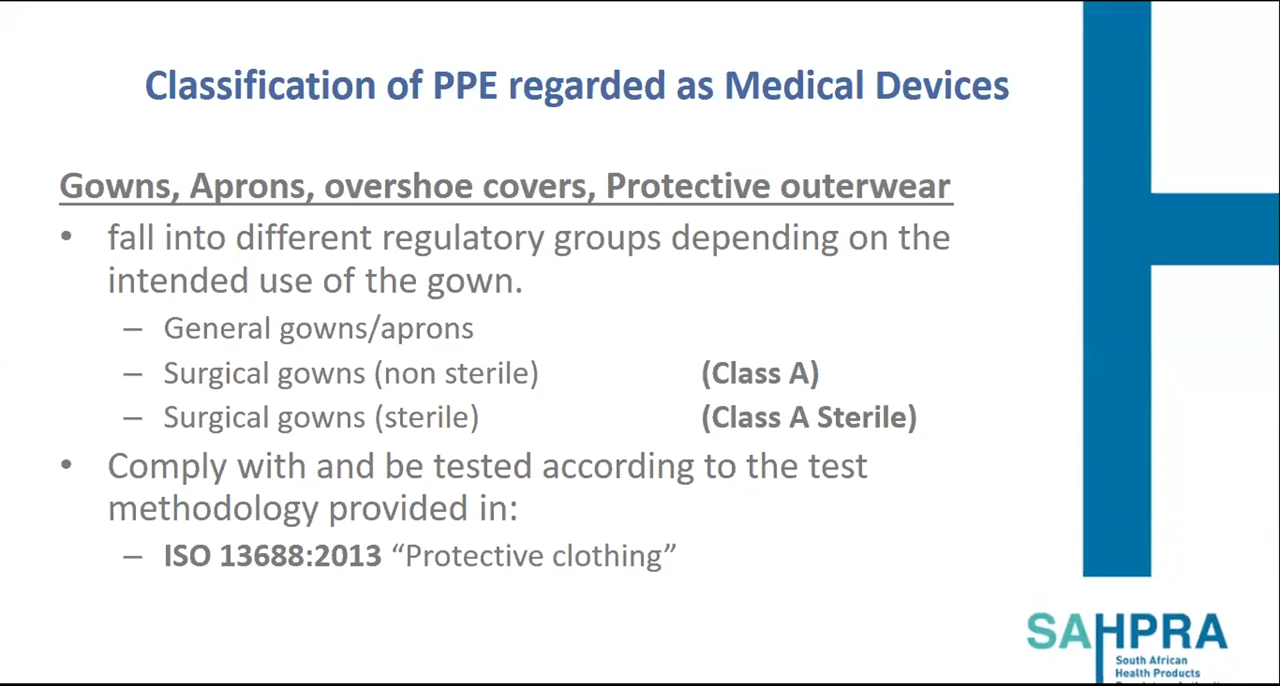 Classification of PPE regarded as Medical Devices
Gowns, Aprons, overshoe covers, Protective outerwear
• fall into different regulatory groups depending on the
intended use of the gown.
– General gowns/aprons
– Surgical gowns (non sterile) (Class A)
– Surgical gowns (sterile) (Class A Sterile)
• Comply with and be tested according to the test
methodology provided in:
– ISO 13688:2013 “Protective clothing”
SAHPRA
South African
Health Products